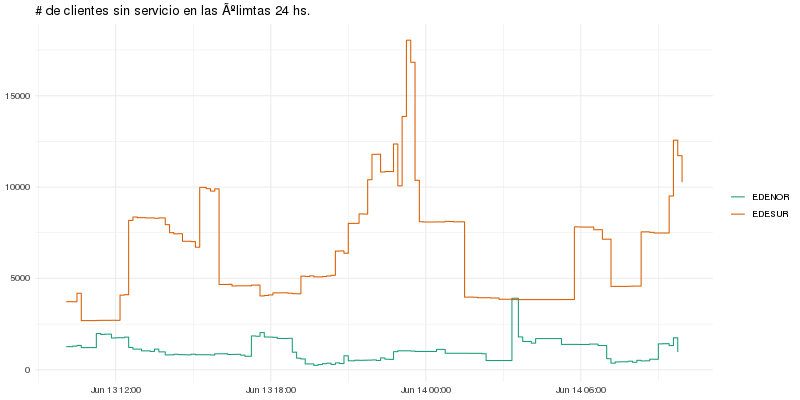 # de clientes sin servicio en las Ãºlimtas 24 hs.
15000
10000
5000
0
Jun 13 12:00
Jun 13 18:00
Jun 14 00:00
Jun 14 06:00
EDENOR
EDESUR